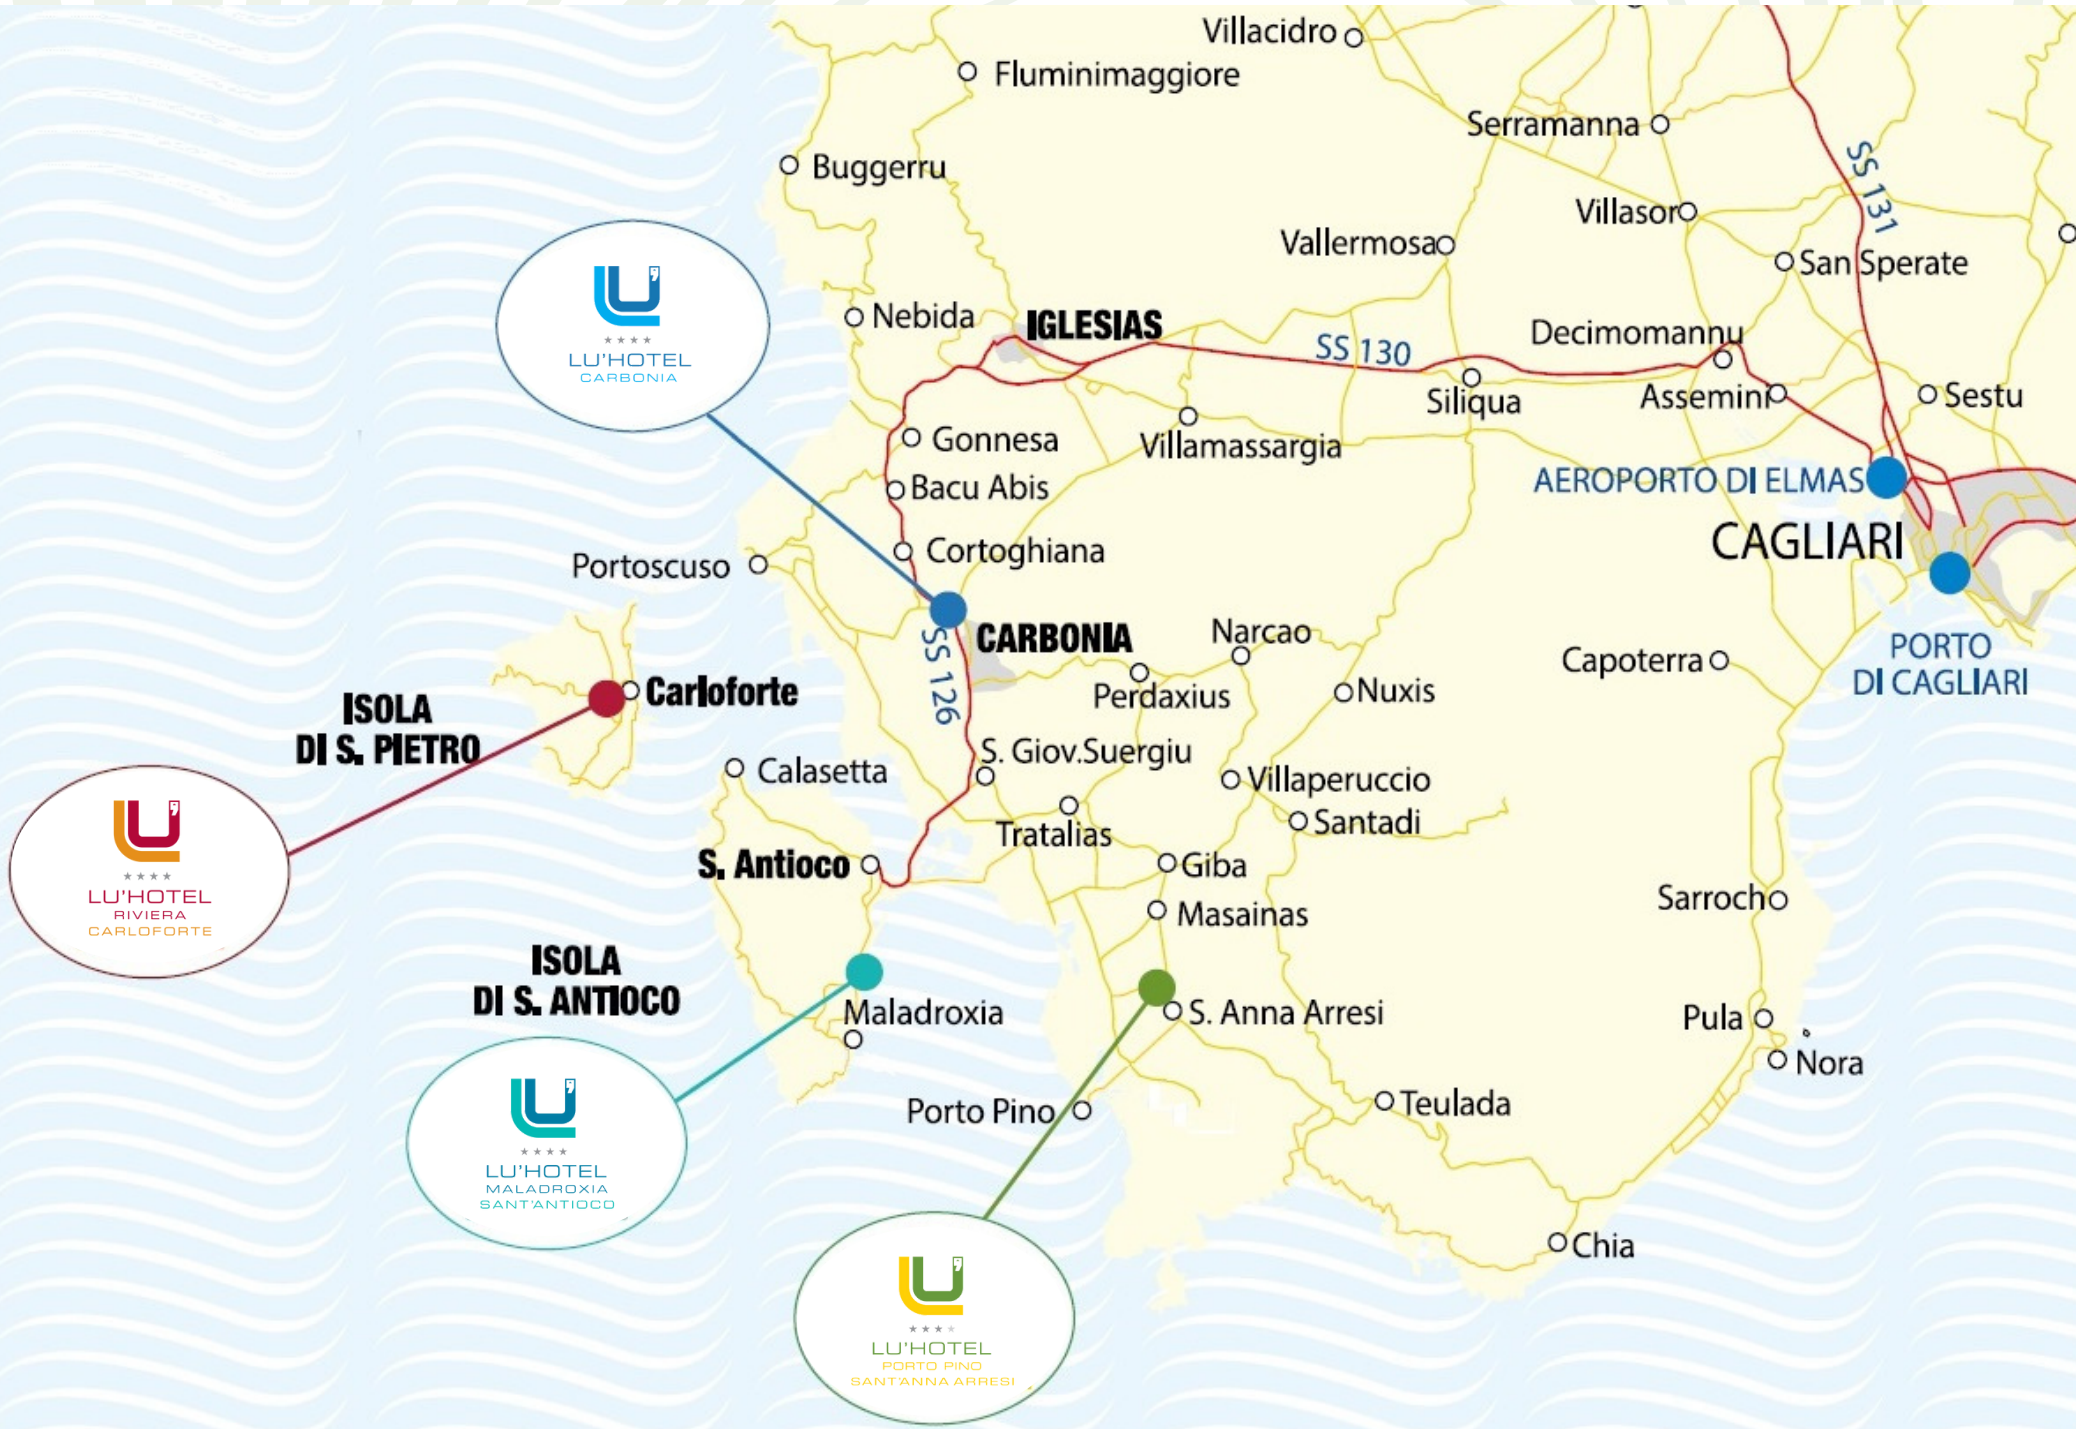 Villacidro
Fluminimaggiore
Serramanna
SS 131
Buggerru
Villasor
Vallermosa
San Sperate
LU'HOTEL
CARBONIA
Nebida
IGLESIAS
SS 130
Decimomannu
Siliqua
Assemini
Sestu
Gonnesa
Villamassargia
Bacu Abis
AEROPORTO DI ELMAS
CAGLIARI
Cortoghiana
Portoscuso
CARBONIA
SS 126
Narcao
PORTO
DI CAGLIARI
Capoterra
Perdaxius
Nuxis
Carloforte
ISOLA
DI S. PIETRO
S. Giov.Suergiu
Calasetta
Villaperuccio
Santadi
Tratalias
LU'HOTEL
RIVIERA
CARLOFORTE
S. Antioco
Giba
Masainas
Sarroch
ISOLA
DI S. ANTIOCO
Maladroxia
S. Anna Arresi
Pula
Nora
Porto Pino
Teulada
LU'HOTEL
MALADROXIA
SANT'ANTIOCO
Chia
LU'HOTEL
PORTO PINO
SANT'ANNA ARRESI